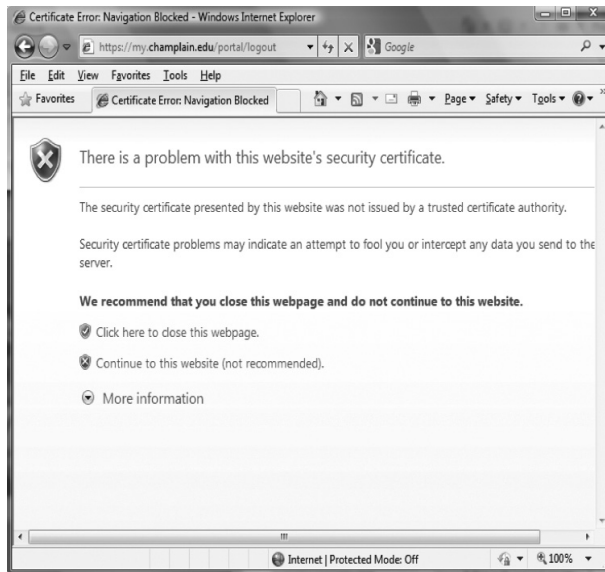 Certificate Error: Navigation Blocked - Windows Internet Explorer
https://my.champlain.edu/portal/logout
Google
File Edit View Favorites Tools Help
Favorites Certificate Error: Navigation Blocked Page Safety Tools
There is a problem with this website's security certificate.
The security certificate presented by this website was not issued by a trusted certificate authority.
Security certificate problems may indicate an attempt to fool you or intercept any data you send to the
server.
We recommend that you close this webpage and do not continue to this website.
Click here to close this webpage.
Continue to this website (not recommended).
More information
Internet | Protected Mode: Off 100%